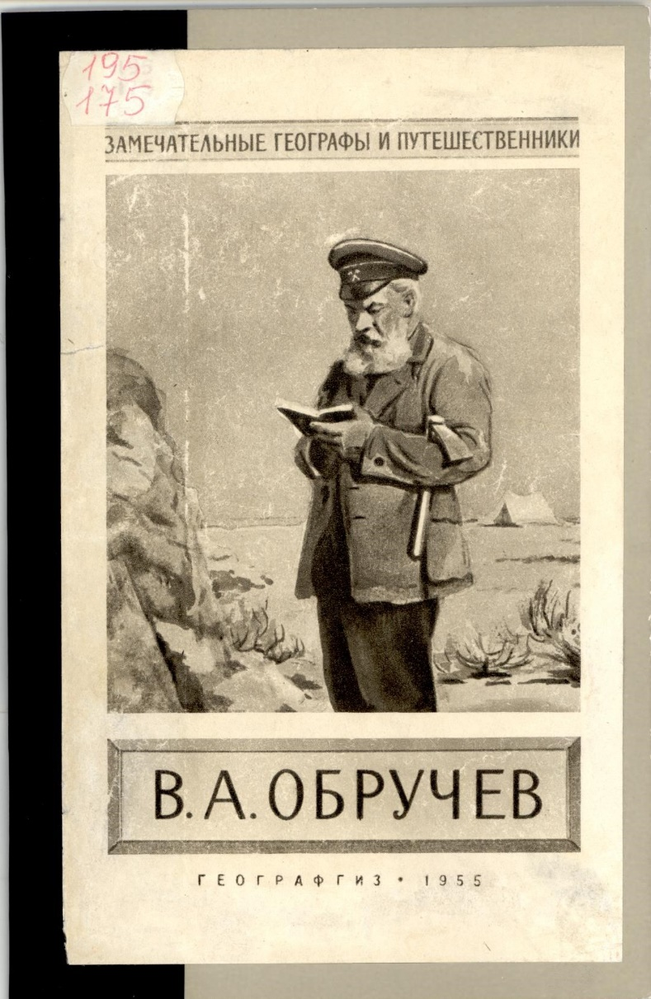 195
175
ЗАМЕЧАТЕЛЬНЫЕ ГЕОГРАФЫ И ПУТЕШЕСТВЕННИКИ
В. А. ОБРУЧЕВ
ГЕОГРАФГИЗ • 1955